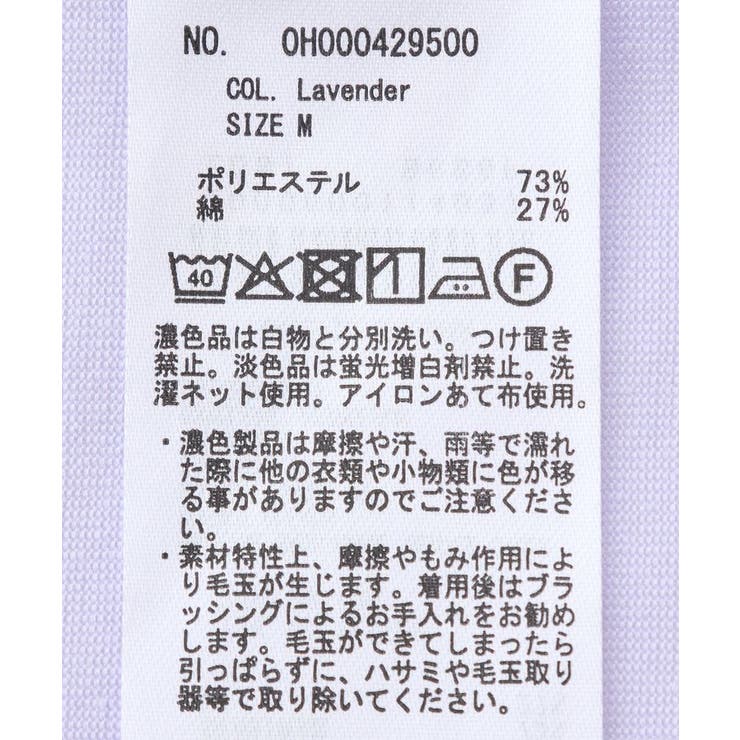 NO. 0H000429500
COL. Lavender
SIZE M
ポリエステル 73%
綿 27%
40 F
濃色品は白物と分別洗い。つけ置き
禁止。淡色品は蛍光増白剤禁止。洗
濯ネット使用。アイロンあて布使用。
・濃色製品は摩擦や汗、雨等で濡れ
た際に他の衣類や小物類に色が移
る事がありますのでご注意くださ
い。
・素材特性上、摩擦やもみ作用によ
り毛玉が生じます。着用後はブラ
ッシングによるお手入れをお勧め
します。毛玉ができてしまったら
引っぱらずに、ハサミや毛玉取り
器等で取り除いてください。